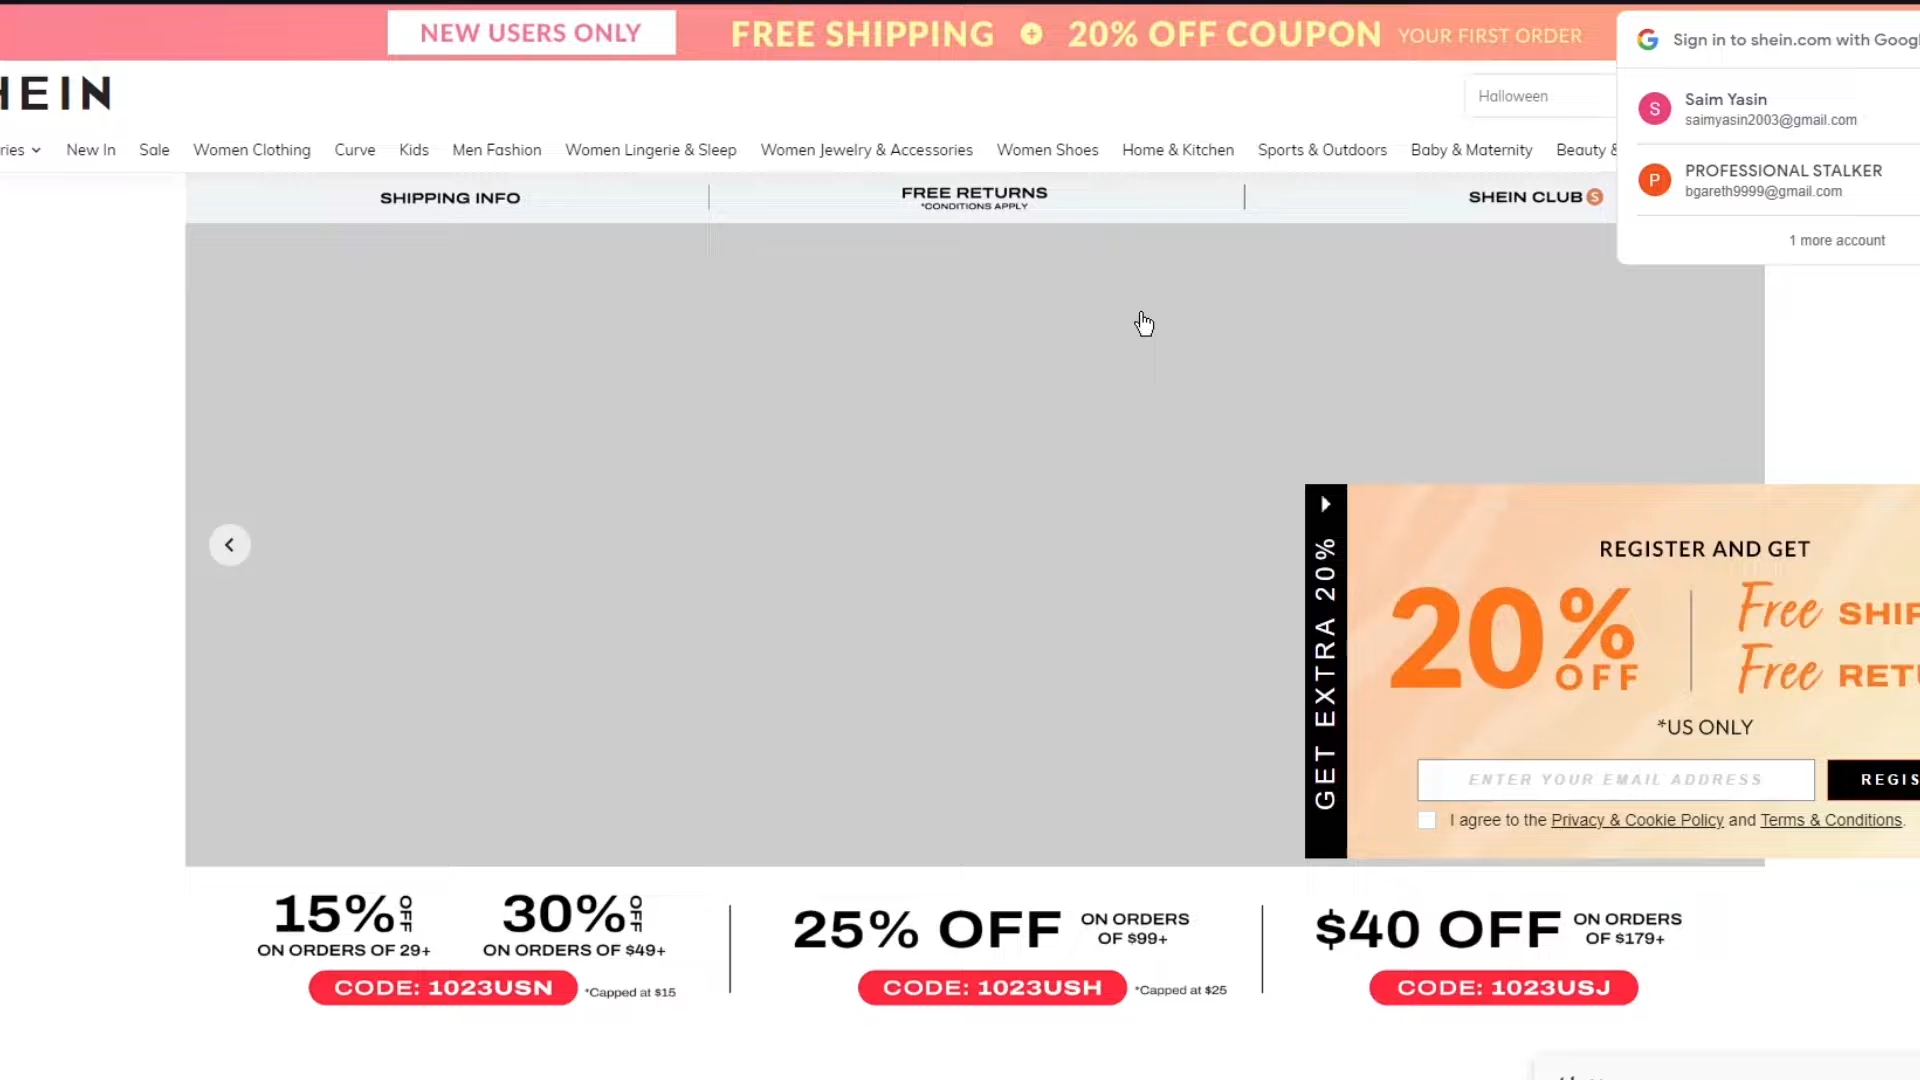 NEW USERS ONLY FREE SHIPPING + 20% OFF COUPON YOUR FIRST ORDER
Sign in to shein.com with Googl
HEIN
Halloween
Saim Yasin
saimyasin2003@gmail.com
ries New In Sale Women Clothing Curve Kids Men Fashion Women Lingerie & Sleep Women Jewelry & Accessories Women Shoes Home & Kitchen Sports & Outdoors Baby & Maternity Beauty &
PROFESSIONAL STALKER
bgareth9999@gmail.com
1 more account
SHIPPING INFO
FREE RETURNS
*CONDITIONS APPLY
SHEIN CLUB S
GET EXTRA 20%
REGISTER AND GET
20% OFF
Free SHIP
Free RETU
*US ONLY
ENTER YOUR EMAIL ADDRESS
REGIS
I agree to the Privacy & Cookie Policy and Terms & Conditions.
15% OFF
ON ORDERS OF 29+
30% OFF
ON ORDERS OF $49+
CODE: 1023USN *Capped at $15
25% OFF ON ORDERS
OF $99+
CODE: 1023USH *Capped at $25
$40 OFF ON ORDERS
OF $179+
CODE: 1023USJ